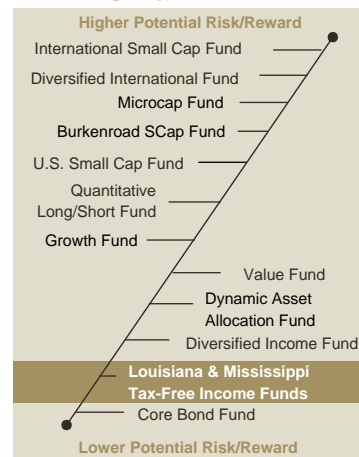 Higher Potential Risk/Reward
International Small Cap Fund
Diversified International Fund
Microcap Fund
Burkenroad SCap Fund
U.S. Small Cap Fund
Quantitative
Long/Short Fund
Growth Fund
Value Fund
Dynamic Asset
Allocation Fund
Diversified Income Fund
Louisiana & Mississippi
Tax-Free Income Funds
Core Bond Fund
Lower Potential Risk/Reward